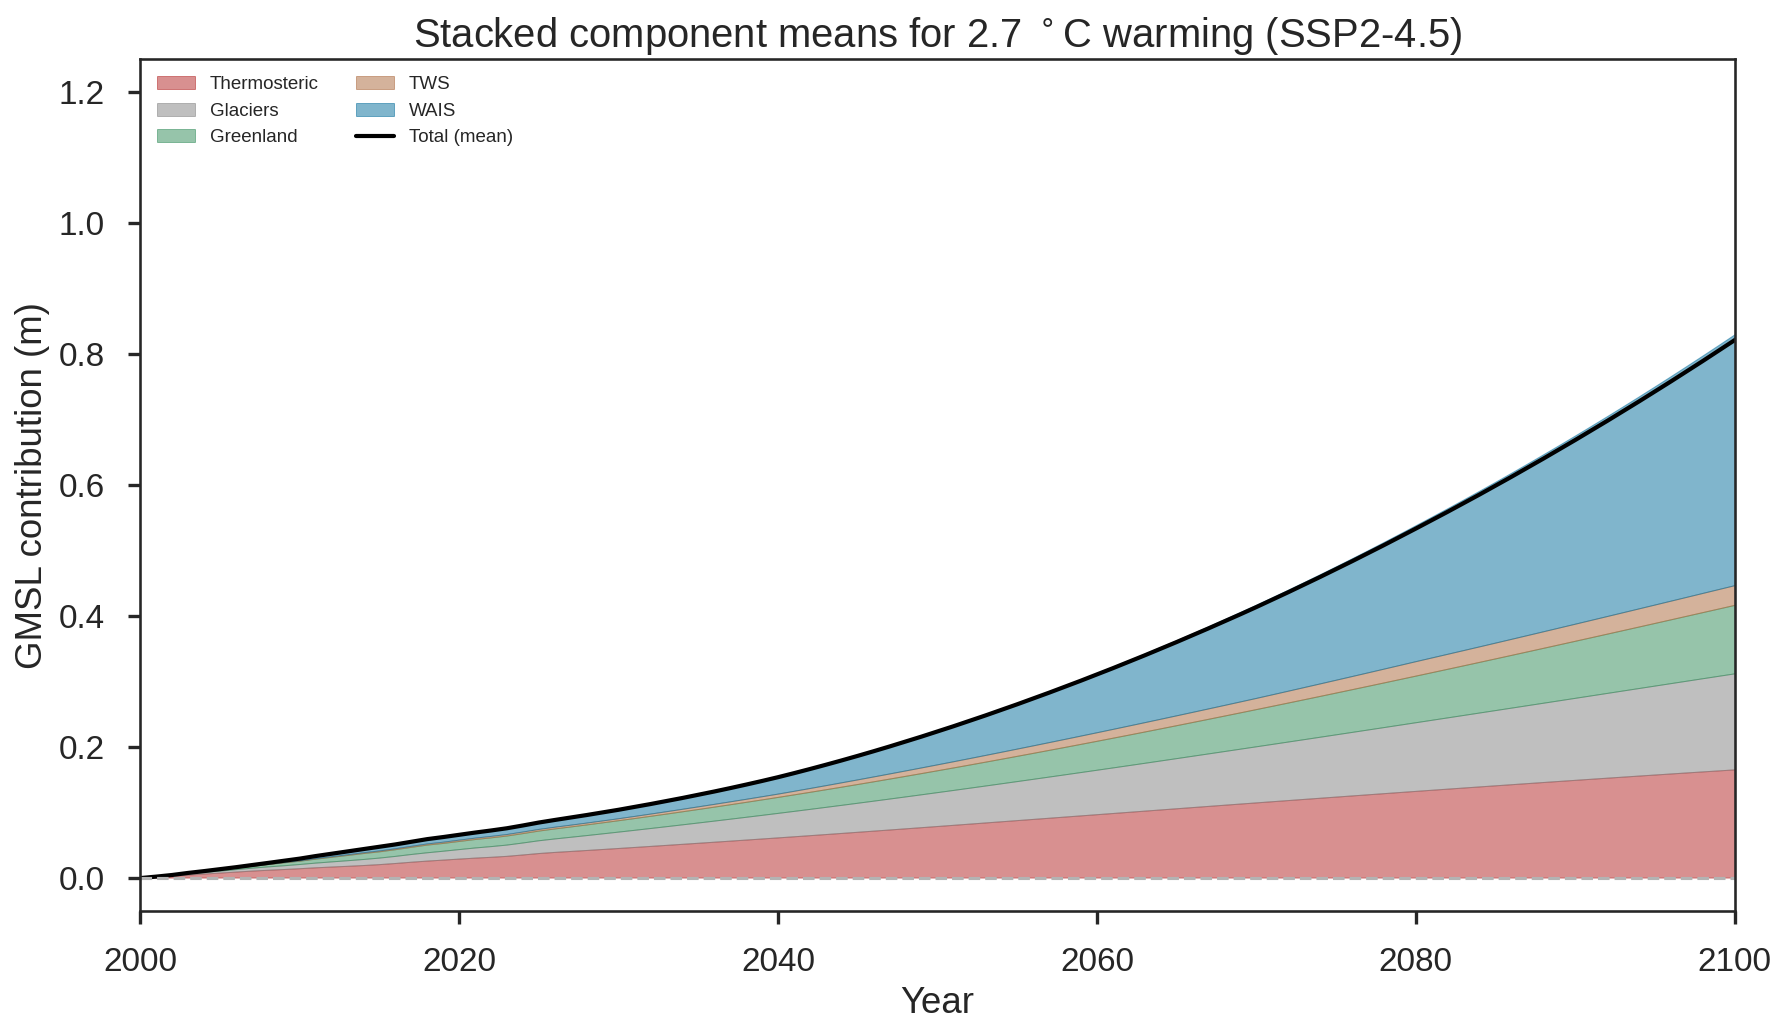 Stacked component means for 2.7 °C warming (SSP2-4.5)
Thermosteric
Glaciers
Greenland
TWS
WAIS
Total (mean)
GMSL contribution (m)
1.2
1.0
0.8
0.6
0.4
0.2
0.0
2000
2020
2040
2060
2080
2100
Year